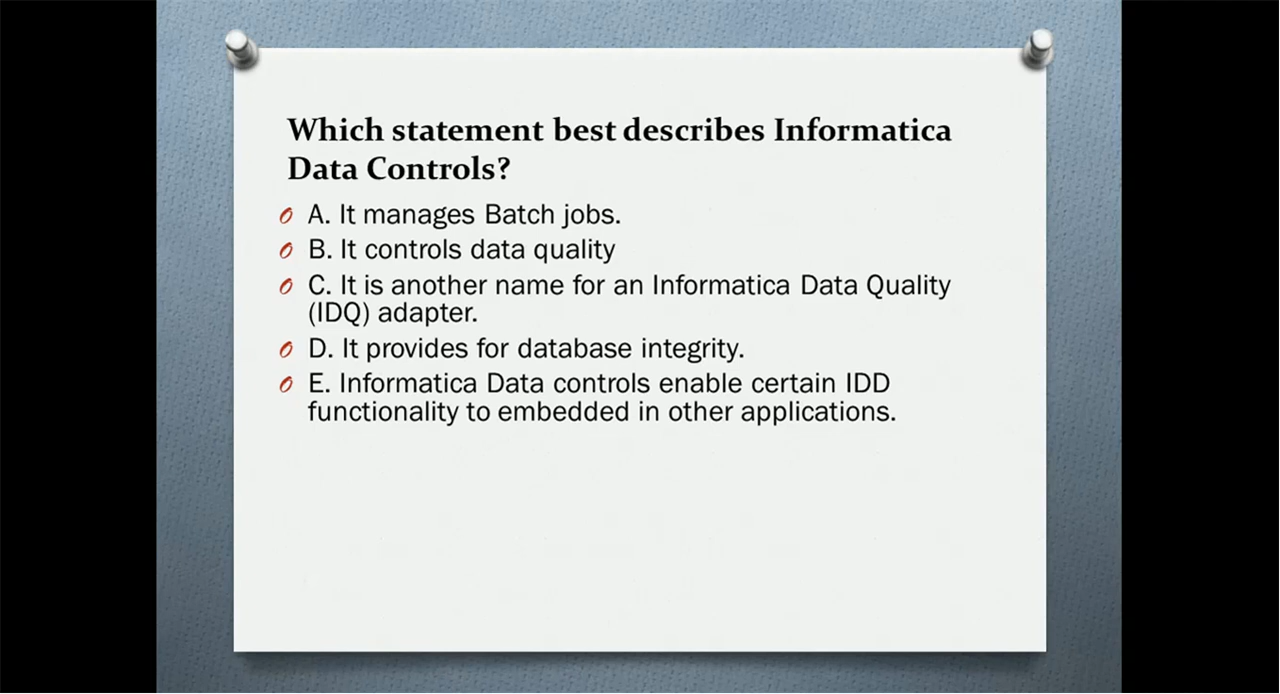 Which statement best describes Informatica
Data Controls?
A. It manages Batch jobs.
B. It controls data quality
C. It is another name for an Informatica Data Quality
(IDQ) adapter.
D. It provides for database integrity.
E. Informatica Data controls enable certain IDD
functionality to embedded in other applications.